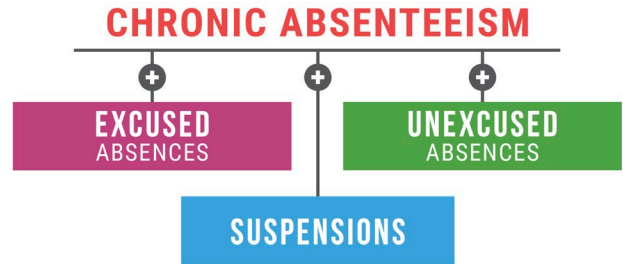 CHRONIC ABSENTEEISM
EXCUSED
ABSENCES
UNEXCUSED
ABSENCES
SUSPENSIONS